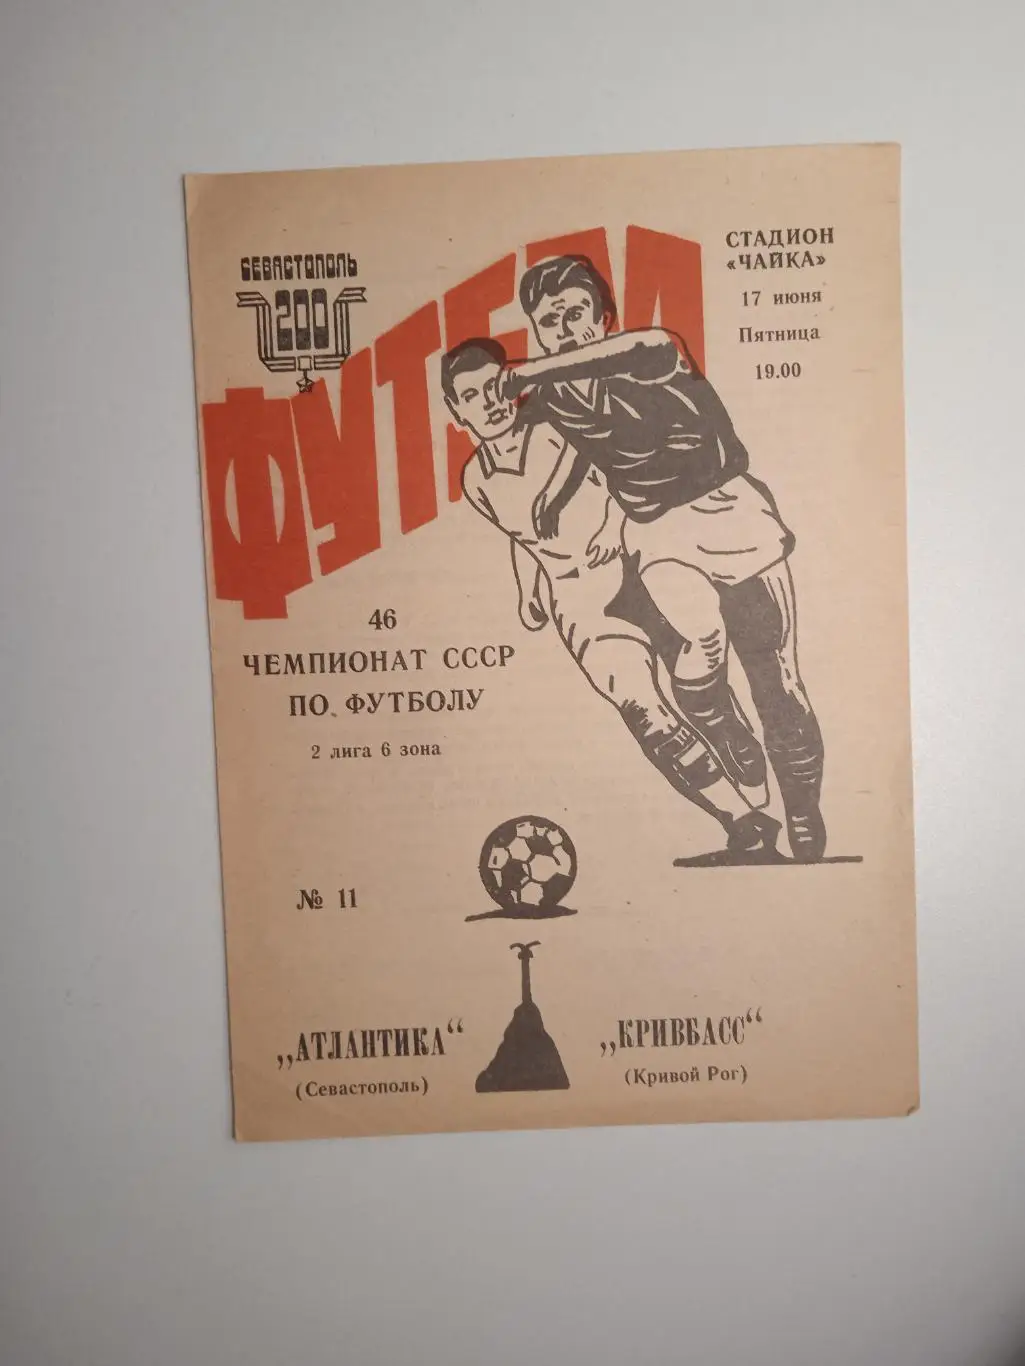 СЕВАСТОПОЛЬ
200
ФУТБОЛ
СТАДИОН
«ЧАЙКА»
17 июня
Пятница
19.00
46
ЧЕМПИОНАТ СССР
ПО ФУТБОЛУ
2 лига 6 зона
№ 11
„АТЛАНТИКА“
(Севастополь)
„КРИВБАСС“
(Кривой Рог)